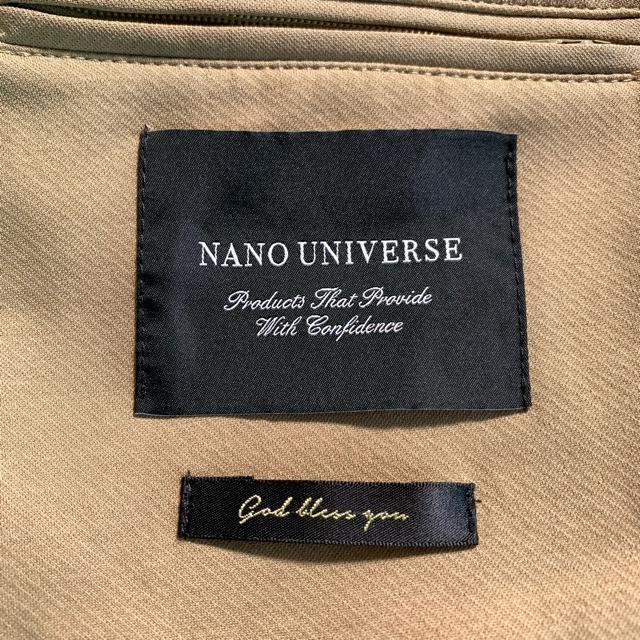 NANO UNIVERSE
Products That Provide
With Confidence
God bless you